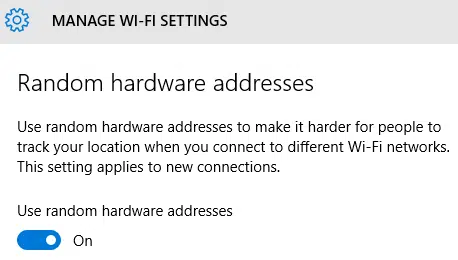 MANAGE WI-FI SETTINGS
Random hardware addresses
Use random hardware addresses to make it harder for people to
track your location when you connect to different Wi-Fi networks.
This setting applies to new connections.
Use random hardware addresses
On